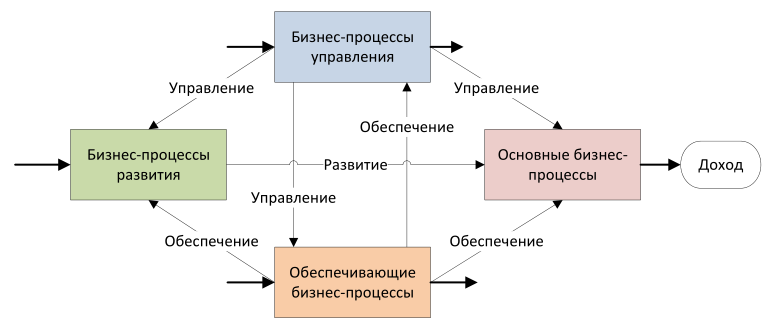 Бизнес-процессы
управления
Управление
Управление
Обеспечение
Бизнес-процессы
развития
Развитие
Основные бизнес-
процессы
Доход
Управление
Обеспечение
Обеспечение
Обеспечивающие
бизнес-процессы